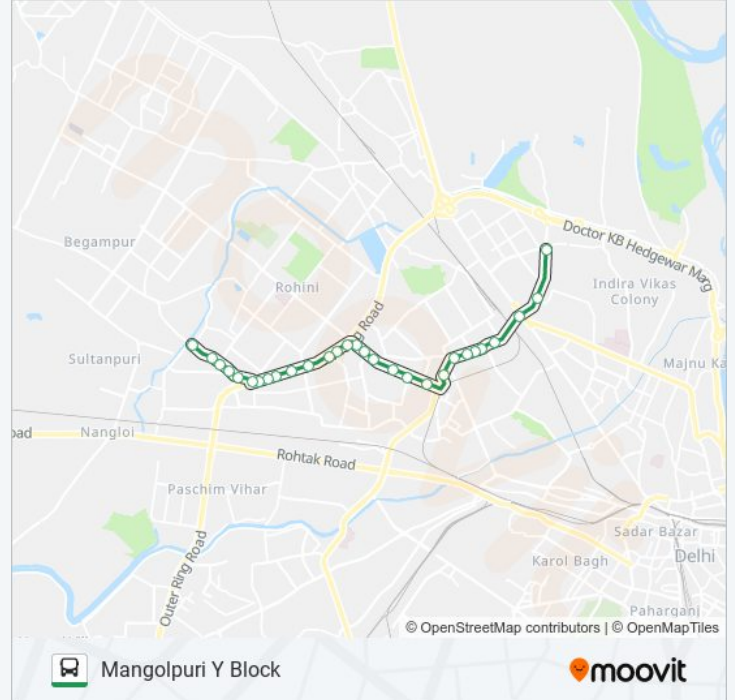 Doctor KB Hedgewar Marg
Begampur
Indira Vikas
Colony
Rohini
Road
Sultanpuri
Majnu Ka
oad
Nangloi
Rohtak Road
Paschim Vihar
Outer Ring Road
Sadar Bazar
Delhi
Karol Bagh
Paharganj
© OpenStreetMap contributors | © OpenMapTiles
Mangolpuri Y Block
moovit